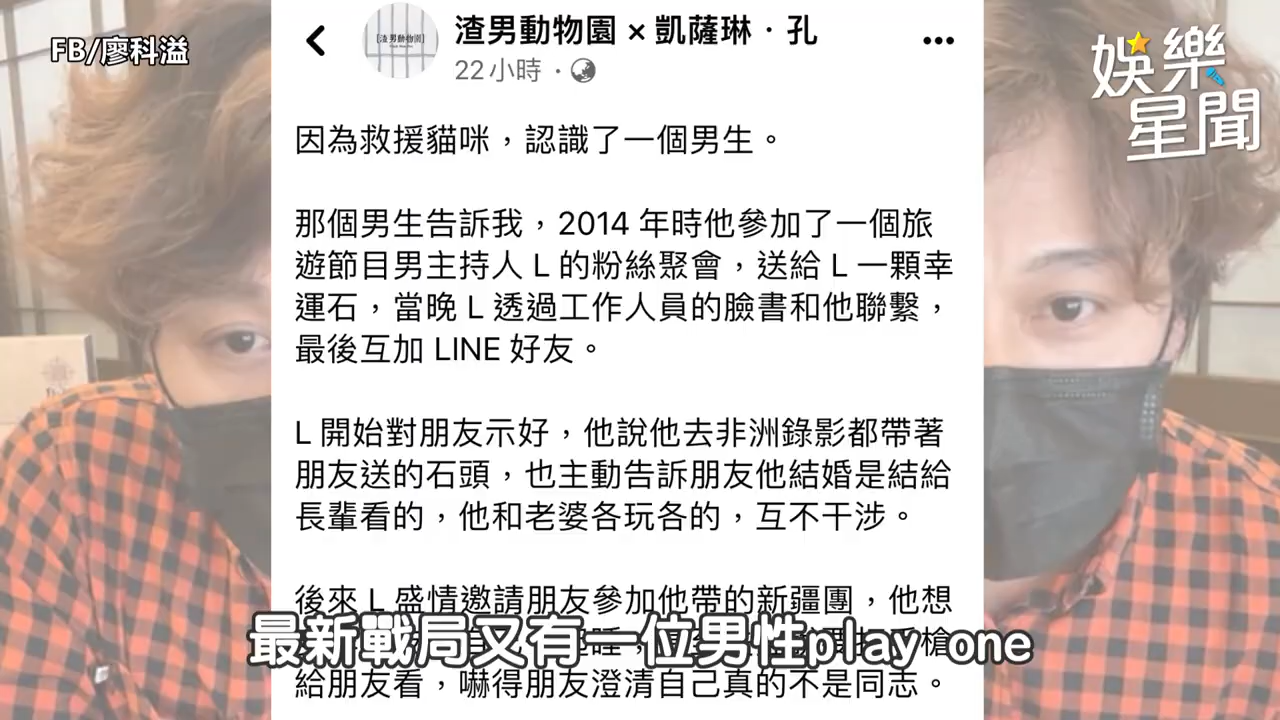 FB/廖科溢
渣男動物園 × 凱薩琳．孔
22 小時 ·
[渣男動物園]
娛樂
星聞
因為救援貓咪，認識了一個男生。
那個男生告訴我，2014 年時他參加了一個旅
遊節目男主持人 L 的粉絲聚會，送給 L 一顆幸
運石，當晚 L 透過工作人員的臉書和他聯繫，
最後互加 LINE 好友。
L 開始對朋友示好，他說他去非洲錄影都帶著
朋友送的石頭，也主動告訴朋友他結婚是結給
長輩看的，他和老婆各玩各的，互不干涉。
後來 L 盛情邀請朋友參加他帶的新疆團，他想
最新戰局又有一位男性play one
給朋友看，嚇得朋友澄清自己真的不是同志。